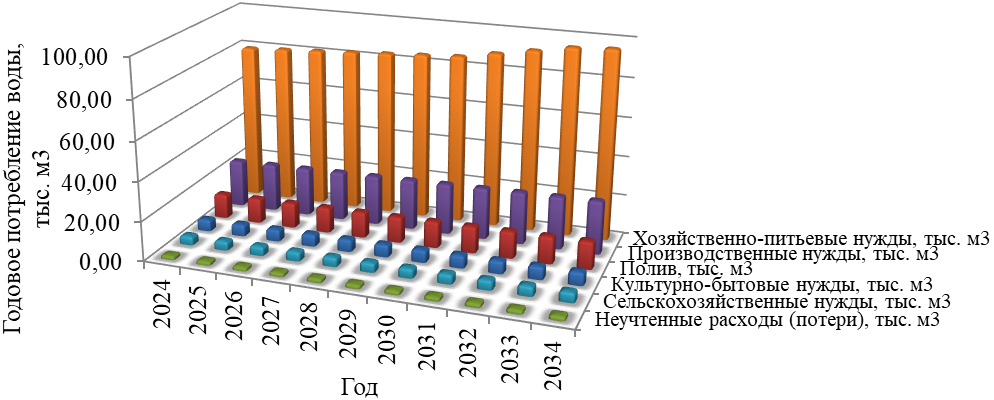 Годовое потребление воды,
тыс. м3
100,00
80,00
60,00
40,00
20,00
0,00
2024
2025
2026
2027
2028
2029
2030
2031
2032
2033
2034
Год
Хозяйственно-питьевые нужды, тыс. м3
Производственные нужды, тыс. м3
Полив, тыс. м3
Культурно-бытовые нужды, тыс. м3
Сельскохозяйственные нужды, тыс. м3
Неучтенные расходы (потери), тыс. м3